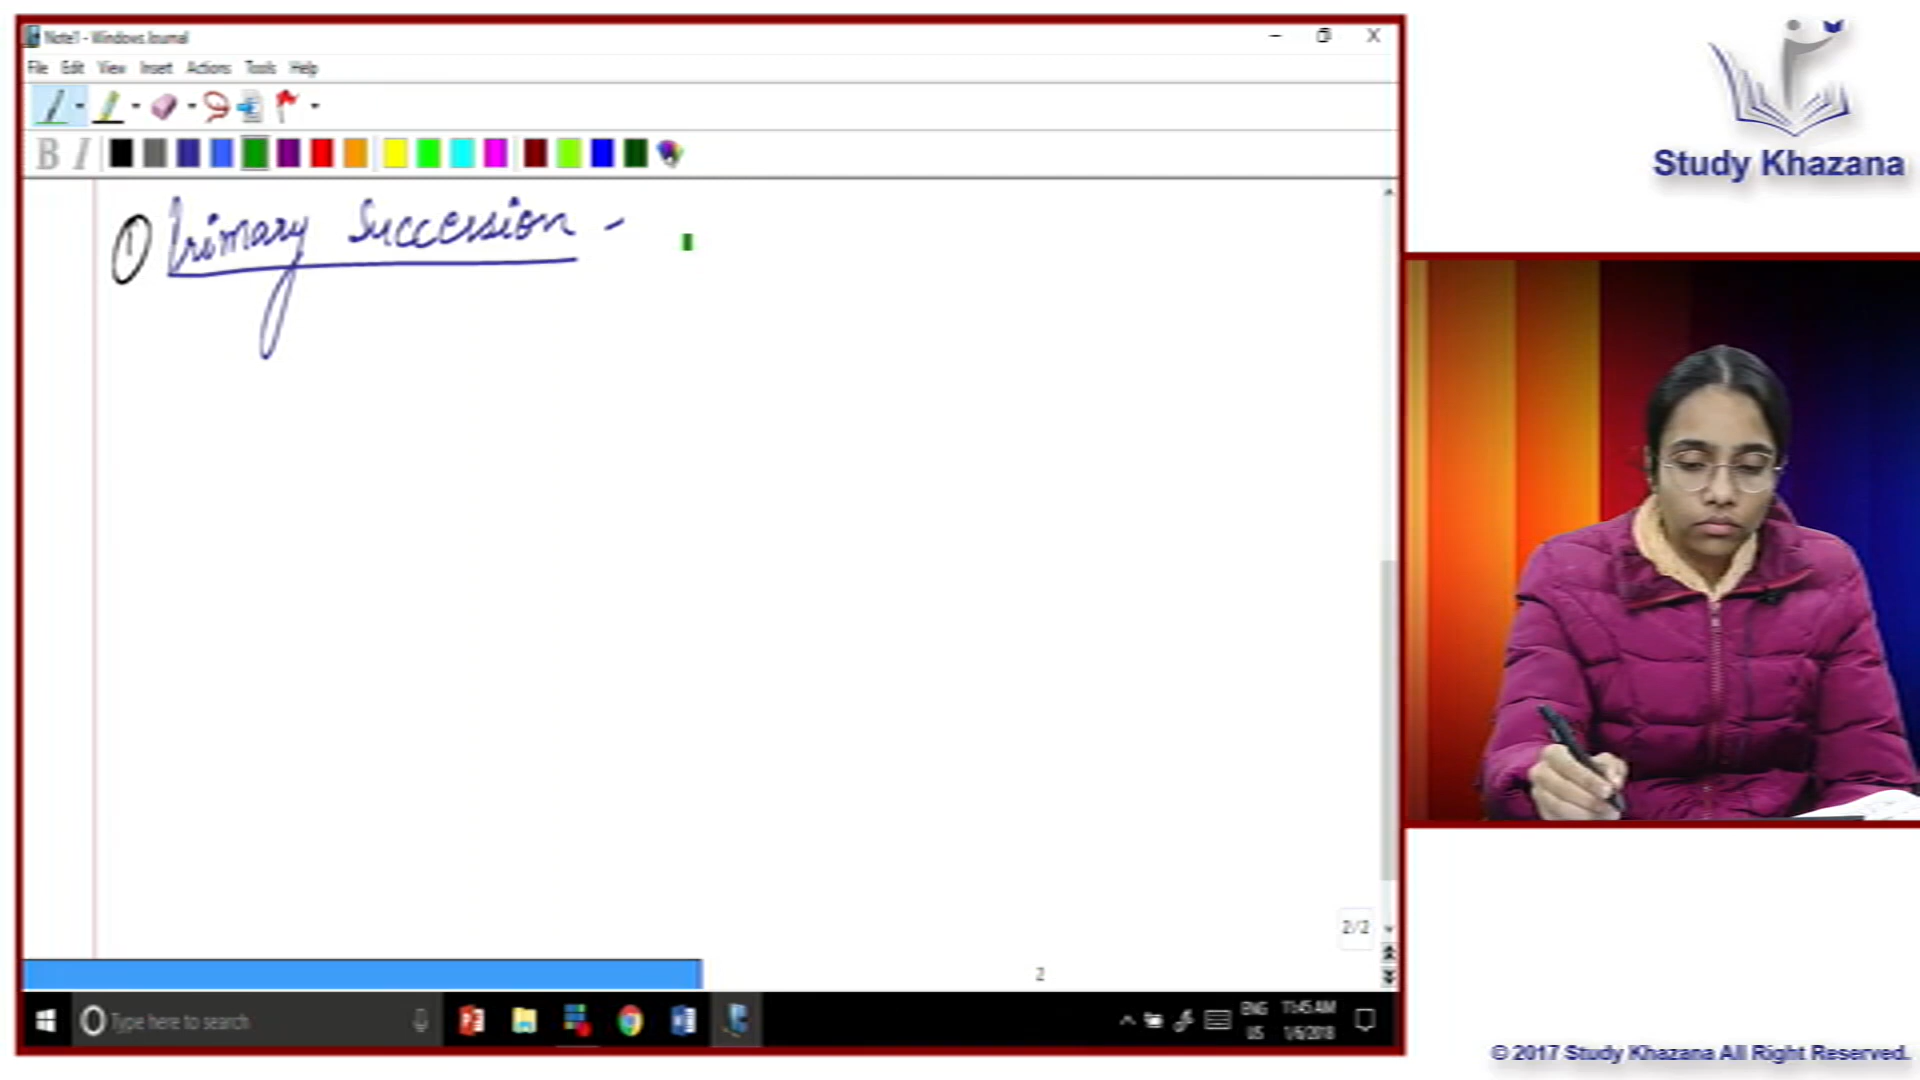 Note1 - Windows Journal
File Edit View Insert Actions Tools Help
B I
① Primary Succession -
Study Khazana
2/2
2
Type here to search
ENG
US
11:45 AM
1/6/2018
© 2017 Study Khazana All Right Reserved.